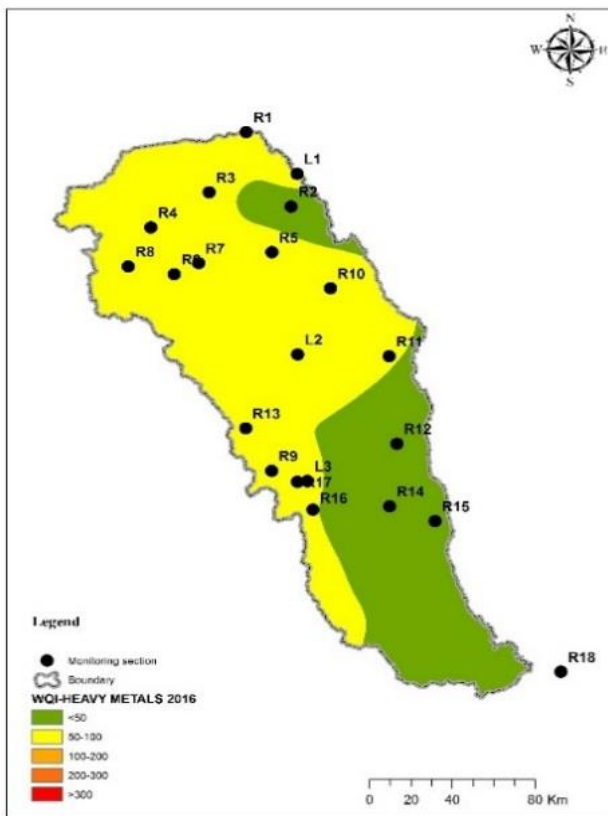 N
W E
S
R1
L1
R3
R2
R4
R5
R7
R8
R10
L2
R11
R13
R12
R9
L3
R17
R14
R16
R15
R18
Legend
Monitoring section
Boundary
WQI-HEAVY METALS 2016
<50
50-100
100-200
200-300
>300
0 20 40 80 Km